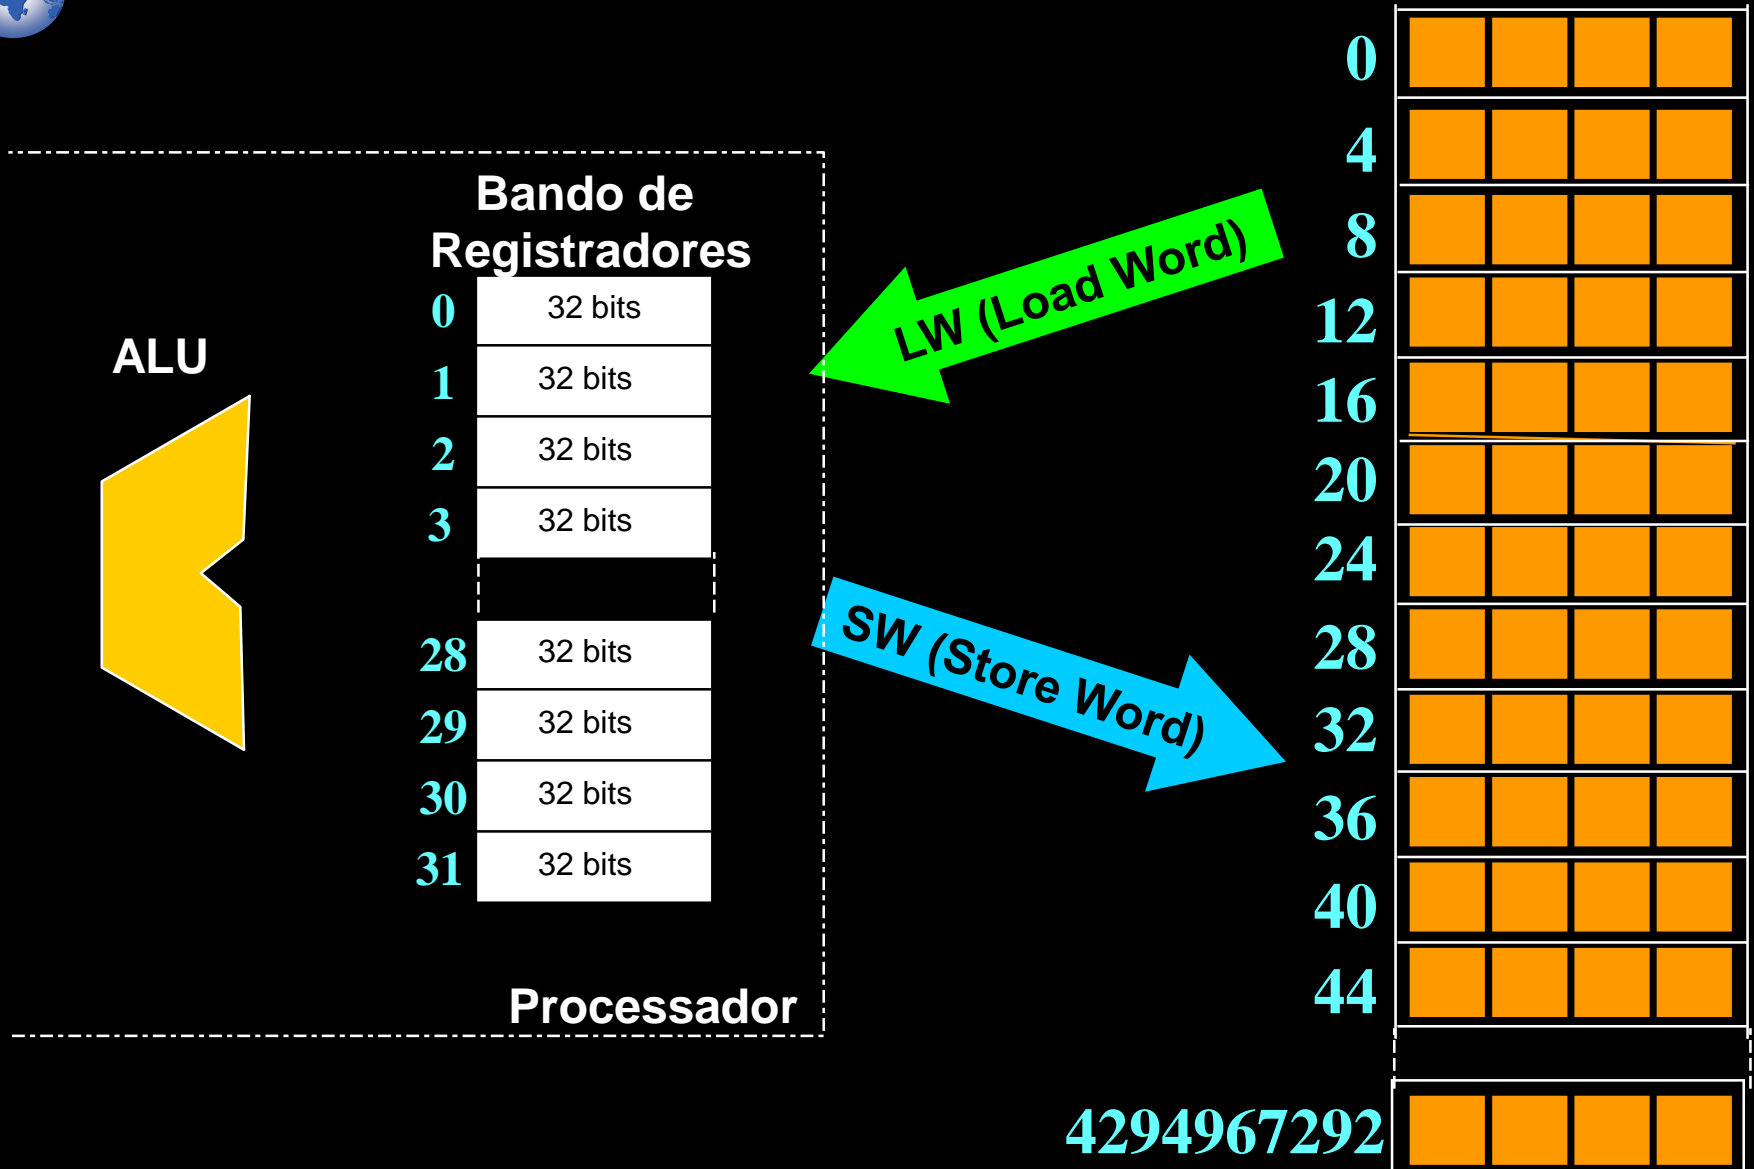 ALU
Bando de
Registradores
0 32 bits
1 32 bits
2 32 bits
3 32 bits
28 32 bits
29 32 bits
30 32 bits
31 32 bits
Processador
LW (Load Word)
SW (Store Word)
0
4
8
12
16
20
24
28
32
36
40
44
4294967292